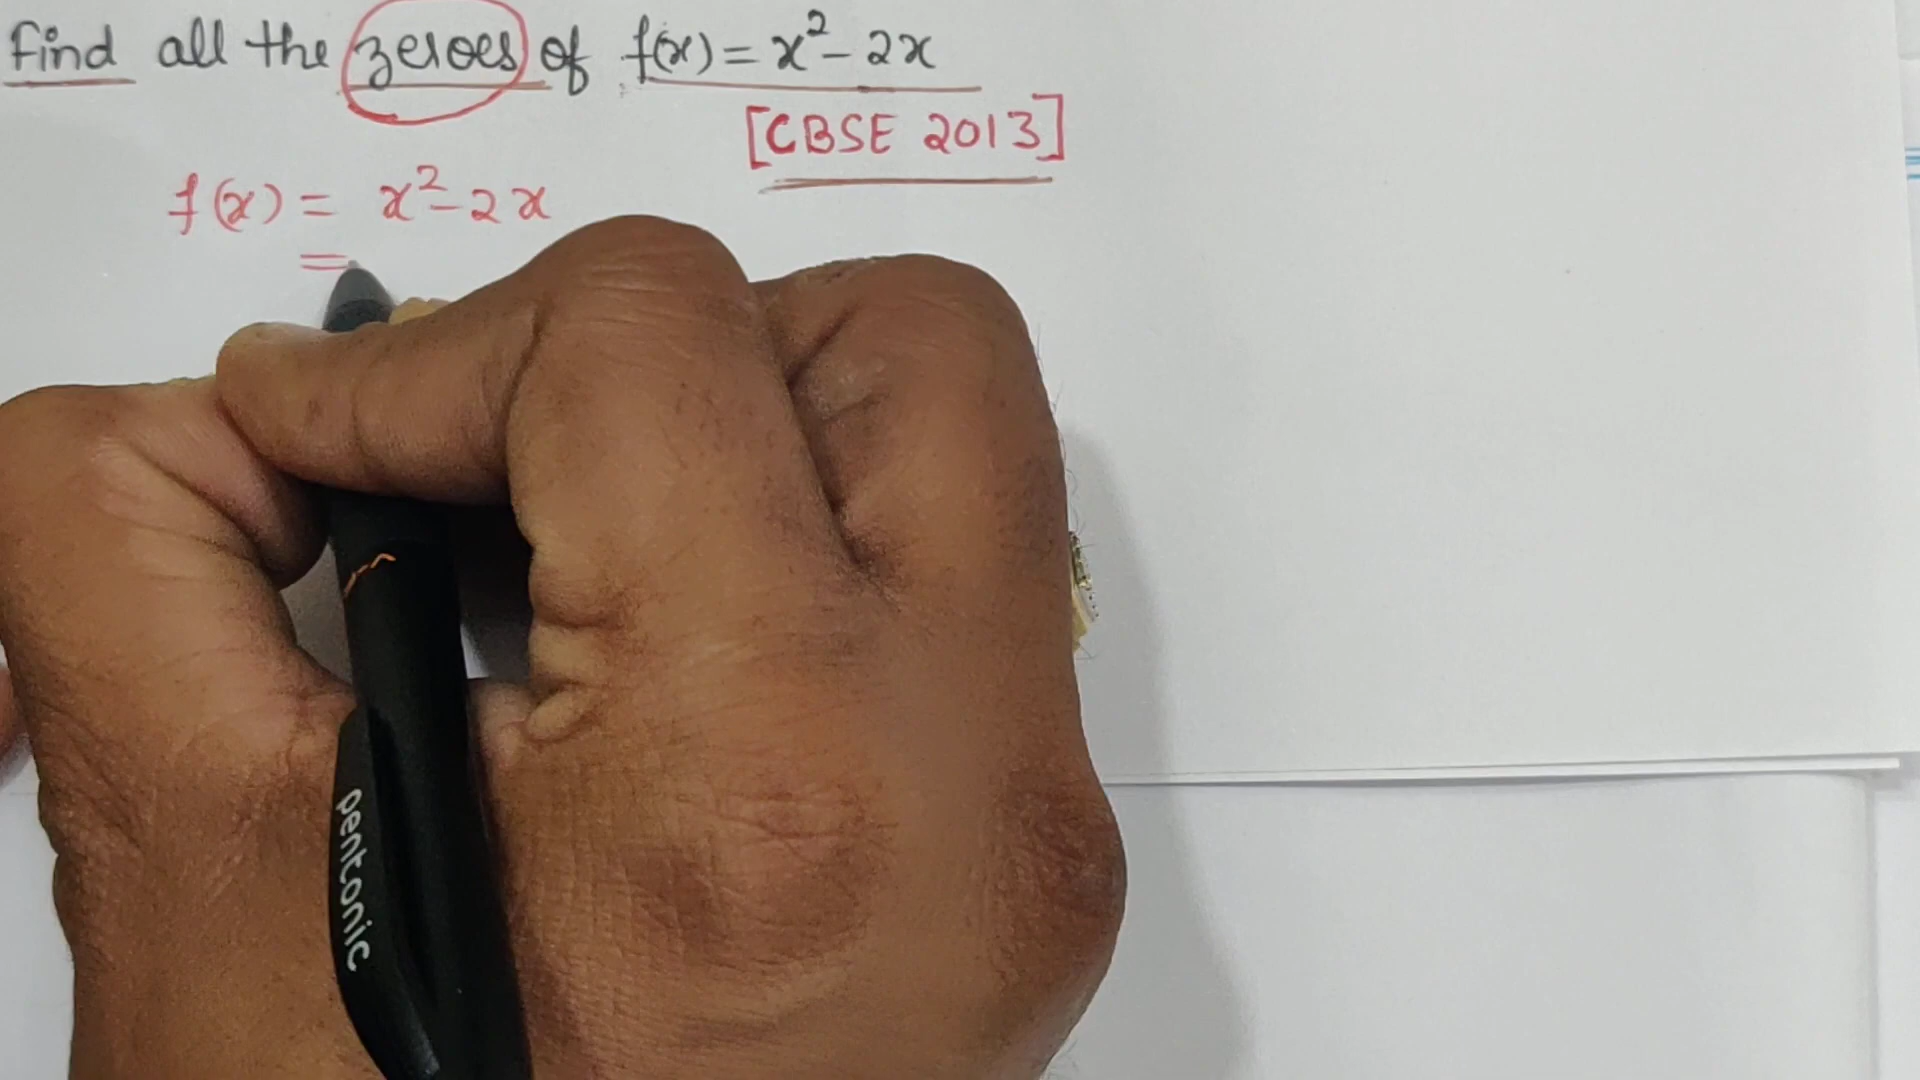 Find all the zeroes of f(x) = x² - 2x
[CBSE 2013]
f(x) = x² - 2x
=
pentonic